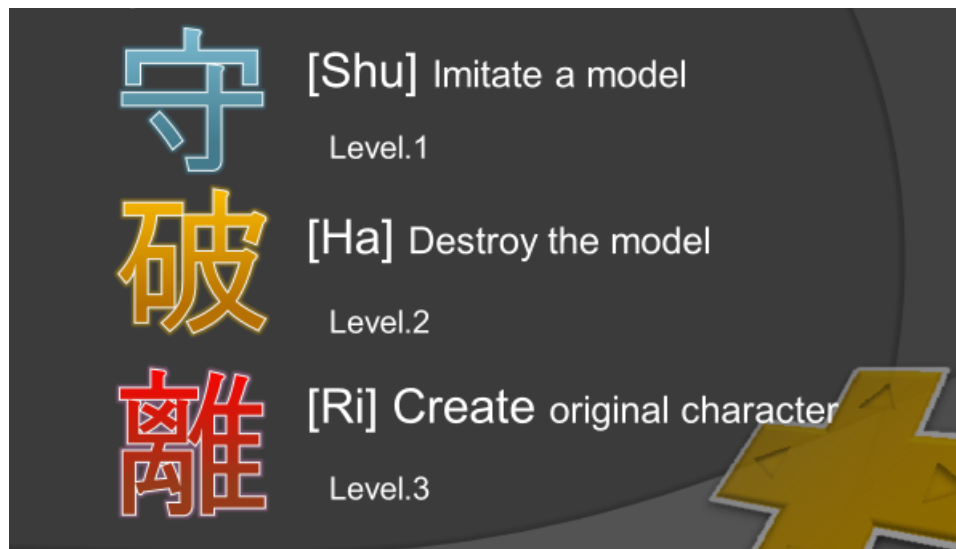 守
[Shu] Imitate a model
Level.1
破
[Ha] Destroy the model
Level.2
離
[Ri] Create original character
Level.3